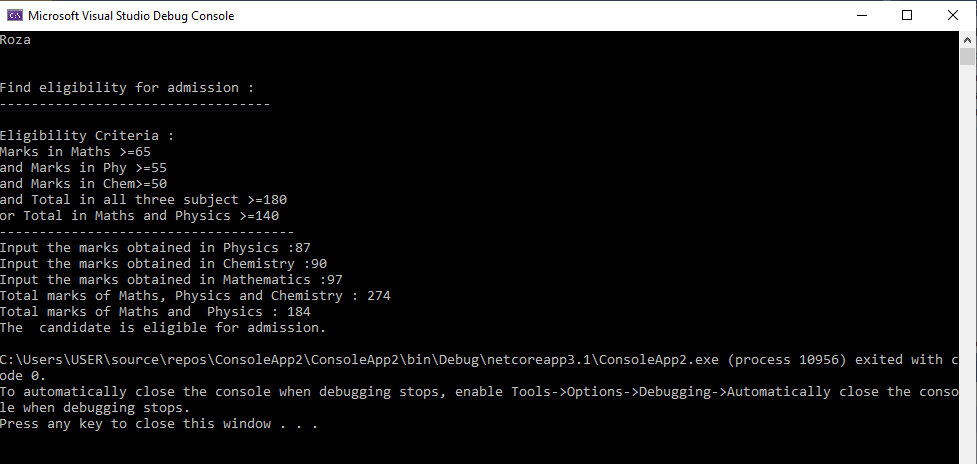 Microsoft Visual Studio Debug Console
Roza
Find eligibility for admission :
----------------------------------
Eligibility Criteria :
Marks in Maths >=65
and Marks in Phy >=55
and Marks in Chem>=50
and Total in all three subject >=180
or Total in Maths and Physics >=140
-------------------------------------
Input the marks obtained in Physics :87
Input the marks obtained in Chemistry :90
Input the marks obtained in Mathematics :97
Total marks of Maths, Physics and Chemistry : 274
Total marks of Maths and  Physics : 184
The  candidate is eligible for admission.
C:\Users\USER\source\repos\ConsoleApp2\ConsoleApp2\bin\Debug\netcoreapp3.1\ConsoleApp2.exe (process 10956) exited with c
ode 0.
To automatically close the console when debugging stops, enable Tools->Options->Debugging->Automatically close the conso
le when debugging stops.
Press any key to close this window . . .